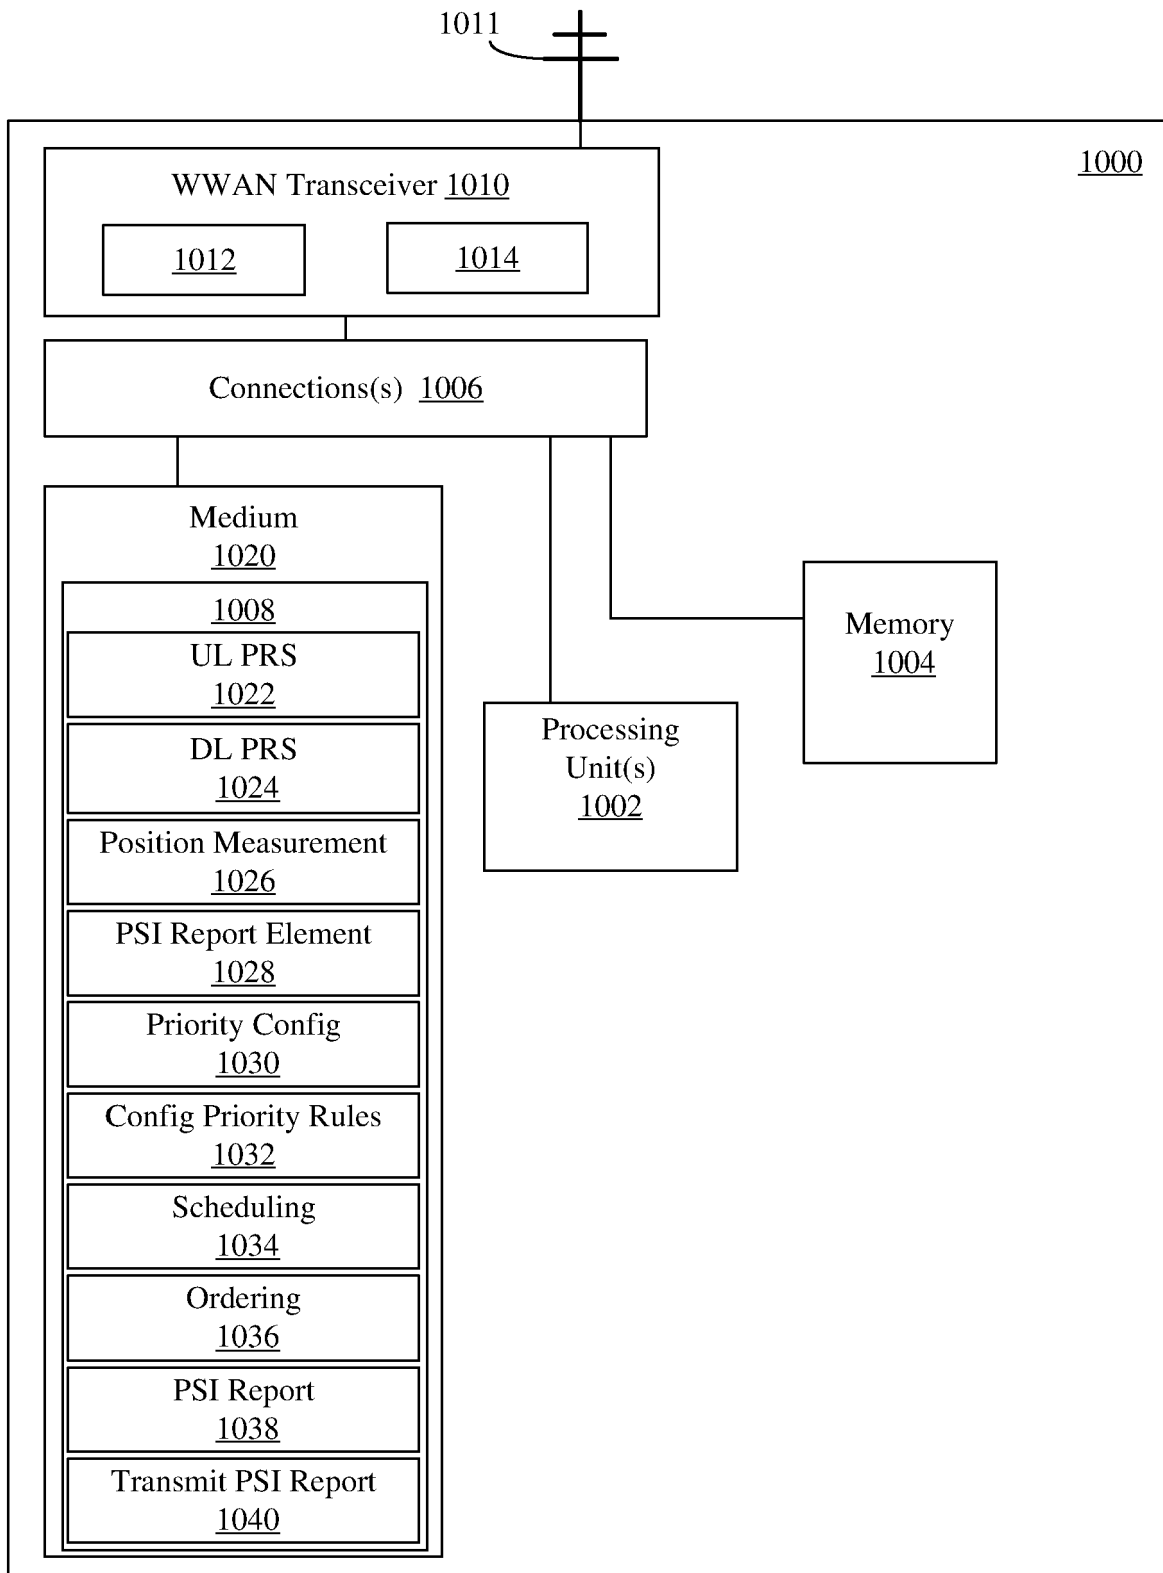 1011
1000
WWAN Transceiver 1010
1012
1014
Connections(s) 1006
Medium
1020
1008
UL PRS
1022
DL PRS
1024
Position Measurement
1026
PSI Report Element
1028
Priority Config
1030
Config Priority Rules
1032
Scheduling
1034
Ordering
1036
PSI Report
1038
Transmit PSI Report
1040
Processing
Unit(s)
1002
Memory
1004